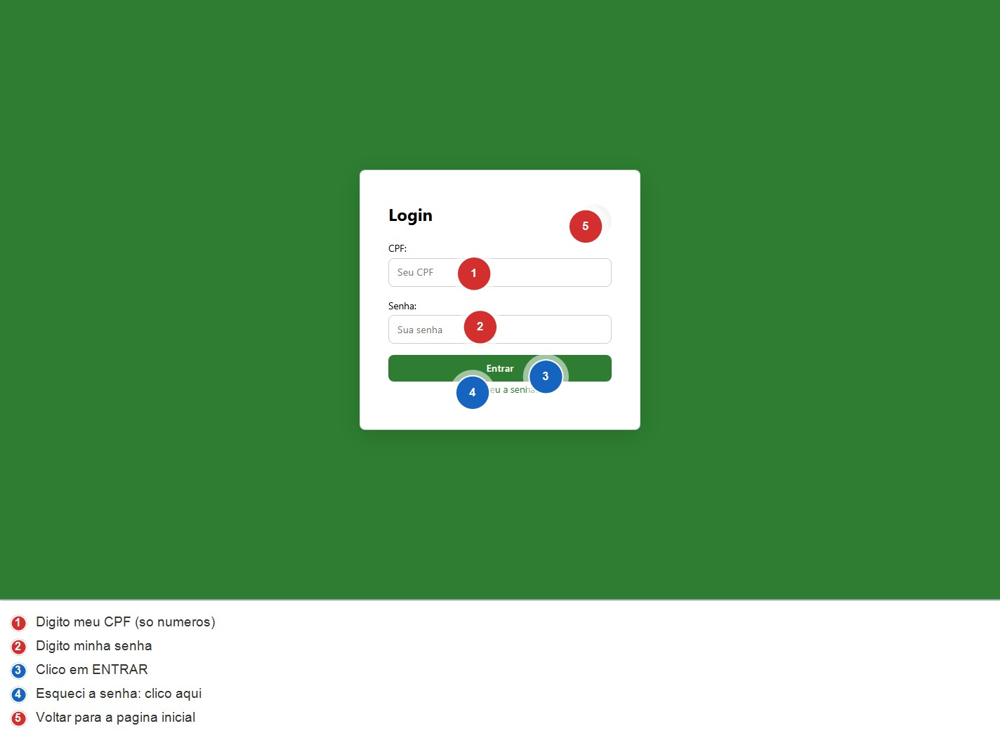 Login
5
CPF:
Seu CPF
1
Senha:
Sua senha
2
Entrar
3
4
eu a senha
1 Digito meu CPF (so numeros)
2 Digito minha senha
3 Clico em ENTRAR
4 Esqueci a senha: clico aqui
5 Voltar para a pagina inicial